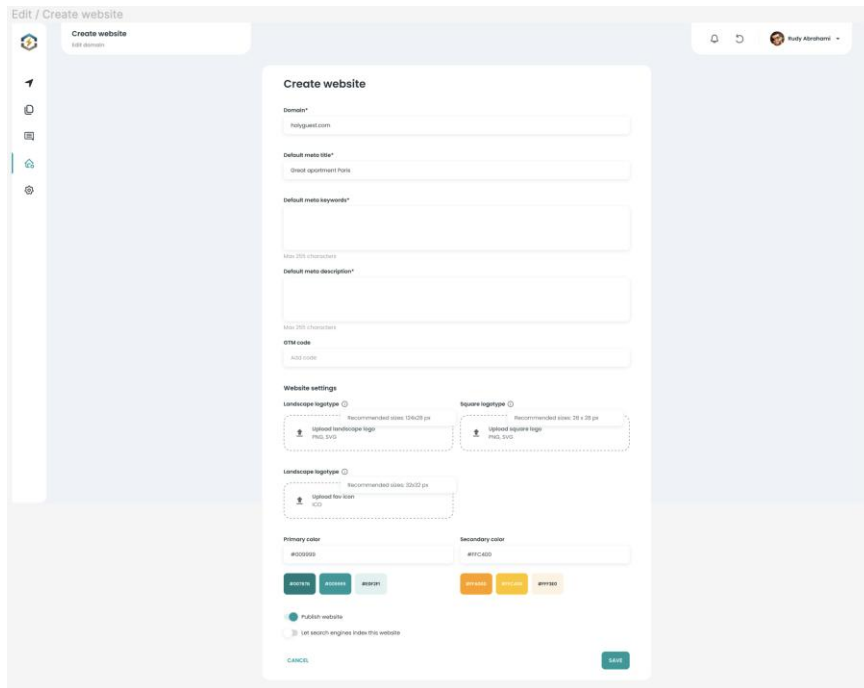 Edit / Create website
Create website
Edit domain
Rudy Abrahami
Create website
Domain*
holyguest.com
Default meta title*
Great apartment Paris
Default meta keywords*
Max 255 characters
Default meta description*
Max 255 characters
GTM code
Add code
Website settings
Landscape logotype
Square logotype
Recommended sizes: 124x28 px
Recommended sizes: 28 x 28 px
Upload landscape logo
PNG, SVG
Upload square logo
PNG, SVG
Landscape logotype
Recommended sizes: 32x32 px
Upload fav icon
ICO
Primary color
Secondary color
#009999
#FFC400
Publish website
Let search engines index this website
CANCEL
SAVE